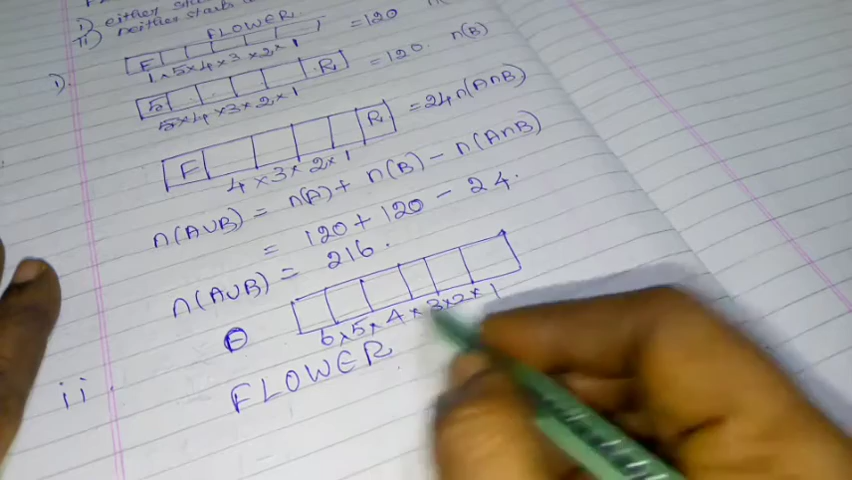 i) either
ii) neither starts
FLOWER
i). F = 120
1 x 5 x 4 x 3 x 2 x 1
R = 120. n(B)
5 x 4 x 3 x 2 x 1
F R = 24 n(A∩B)
4 x 3 x 2 x 1
n(A∪B) = n(A) + n(B) - n(A∩B)
= 120 + 120 - 24.
n(A∪B) = 216.
6 x 5 x 4 x 3 x 2 x 1
ii. FLOWER